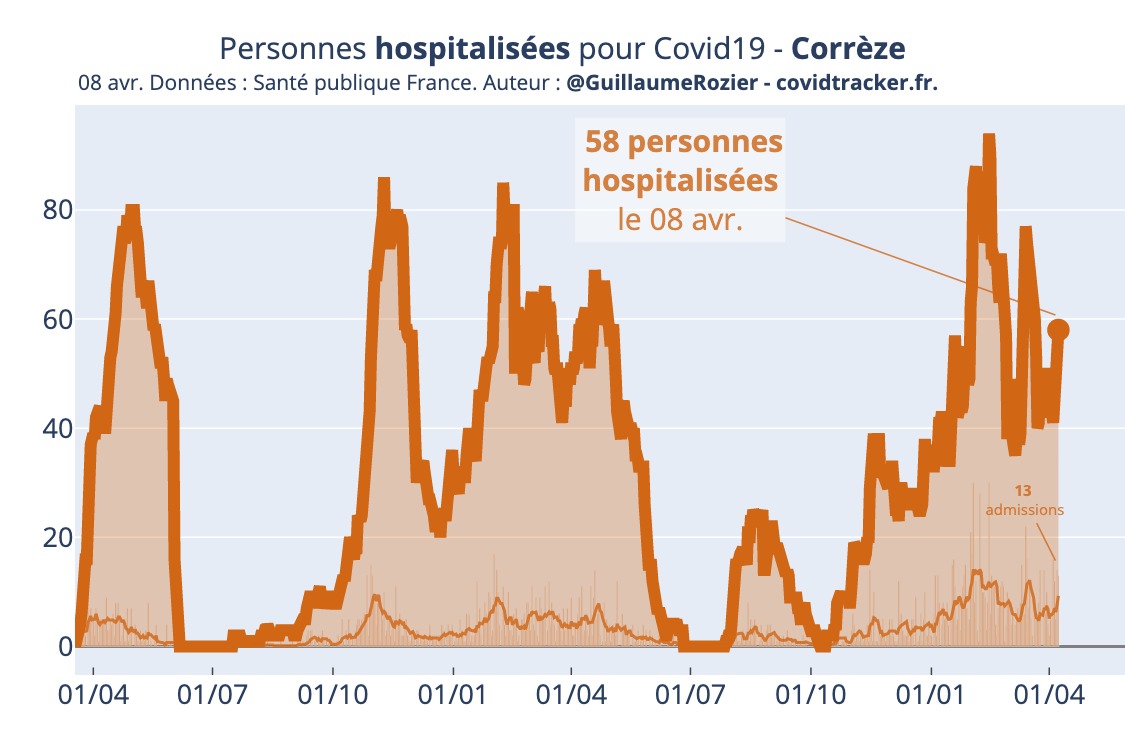 Personnes hospitalisées pour Covid19 - Corrèze
08 avr. Données : Santé publique France. Auteur : @GuillaumeRozier - covidtracker.fr.
58 personnes
hospitalisées
le 08 avr.
80
60
40
20
0
13
admissions
01/04
01/07
01/10
01/01
01/04
01/07
01/10
01/01
01/04